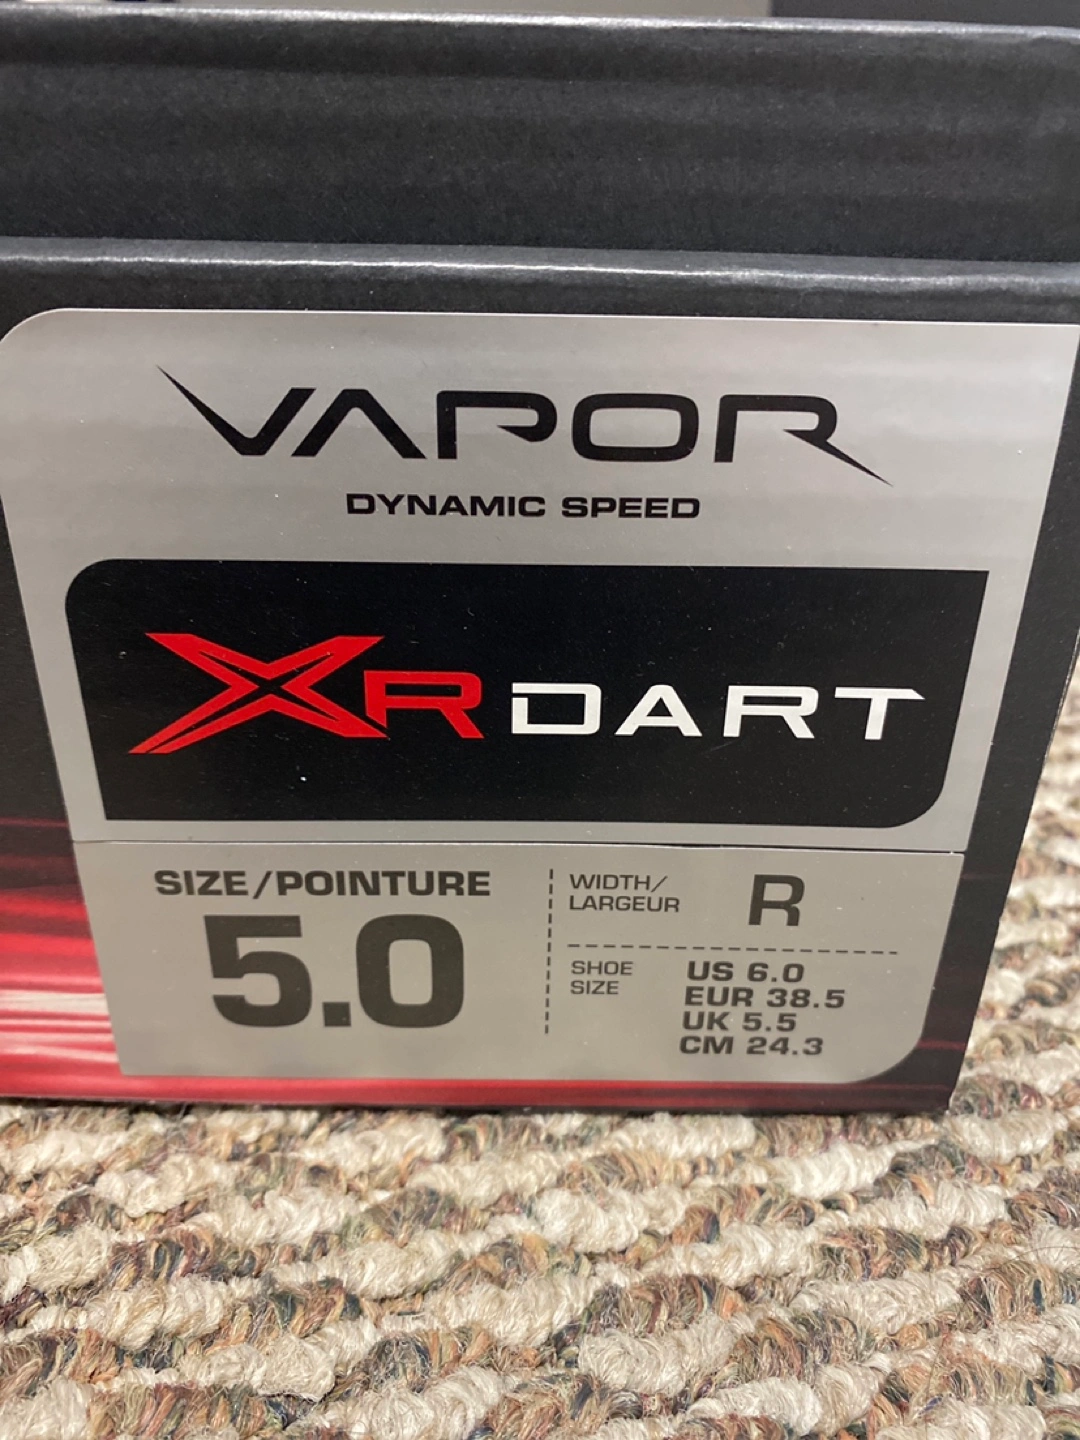 VAPOR
DYNAMIC SPEED
XR DART
SIZE/POINTURE
5.0
WIDTH/
LARGEUR
R
SHOE
SIZE
US 6.0
EUR 38.5
UK 5.5
CM 24.3